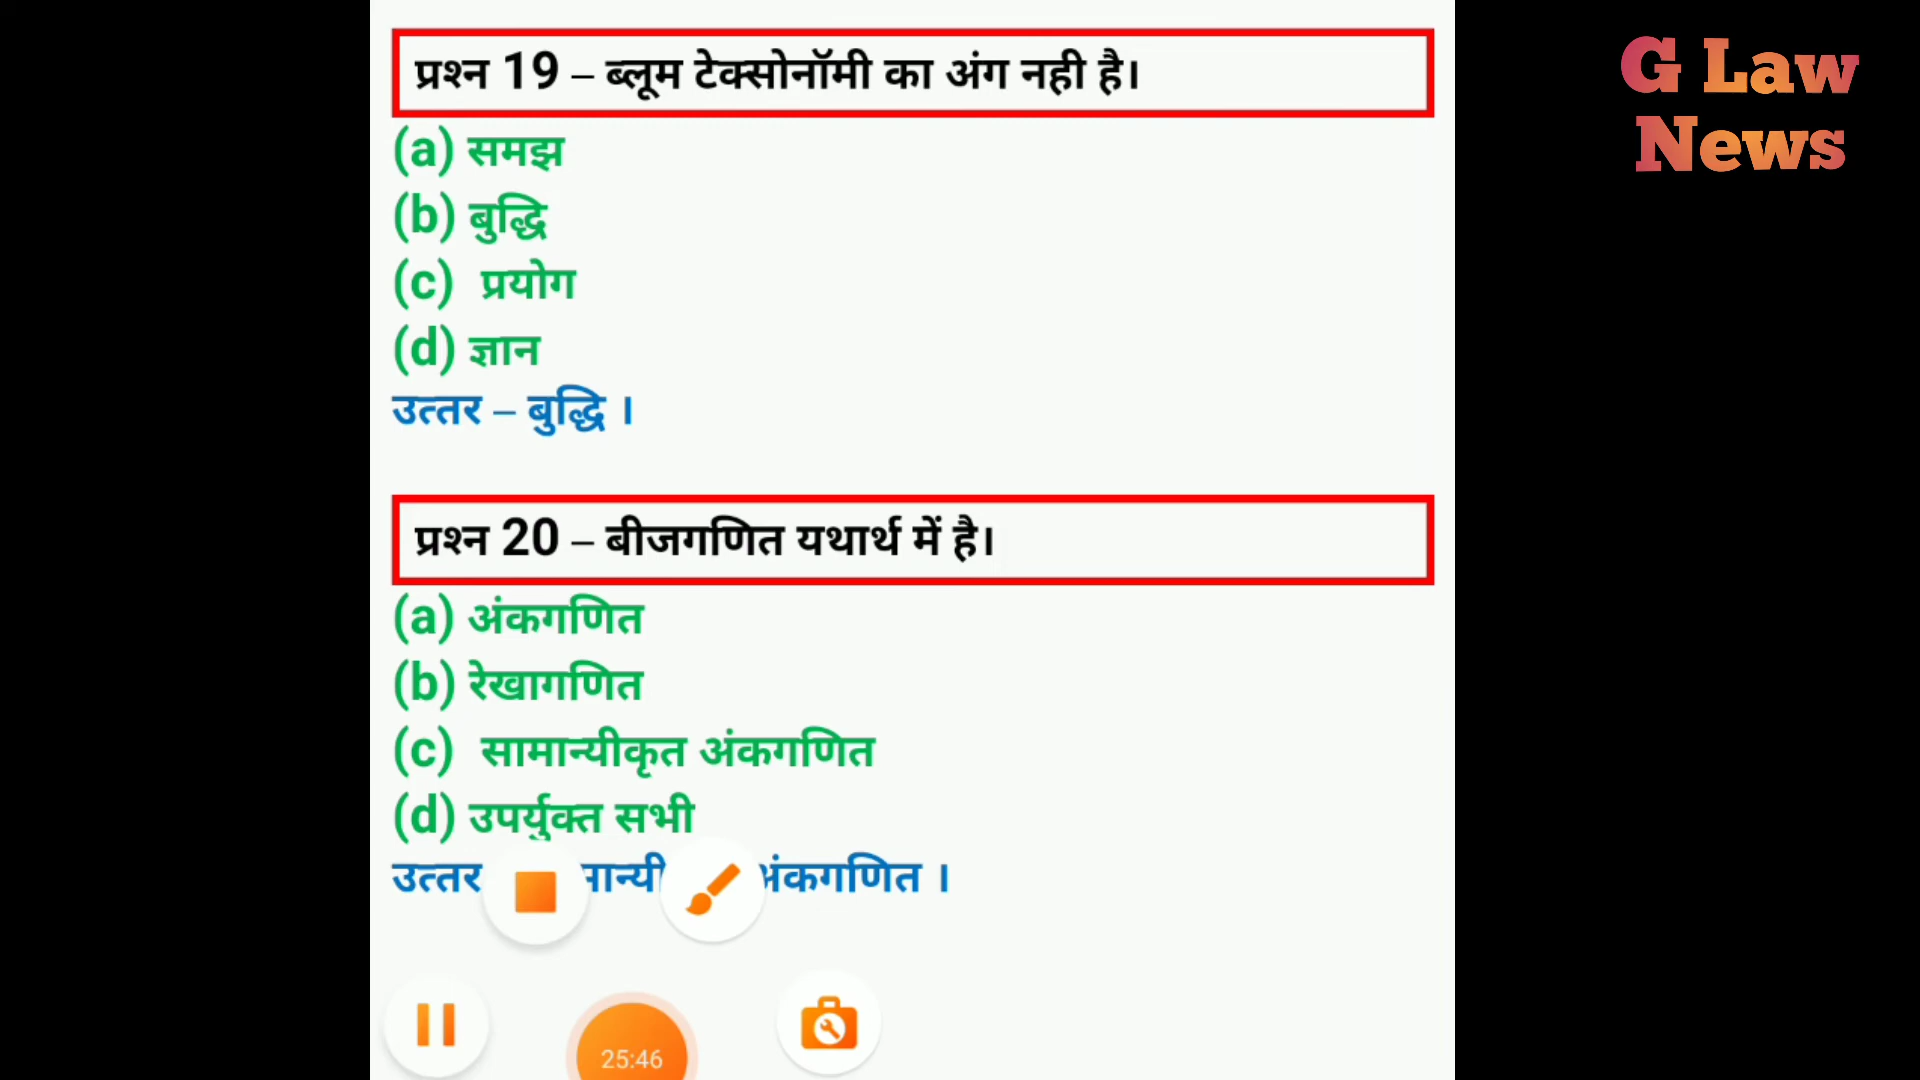 प्रश्न 19 – ब्लूम टेक्सोनॉमी का अंग नही है।
(a) समझ
(b) बुद्धि
(c) प्रयोग
(d) ज्ञान
उत्तर – बुद्धि ।
प्रश्न 20 – बीजगणित यथार्थ में है।
(a) अंकगणित
(b) रेखागणित
(c) सामान्यीकृत अंकगणित
(d) उपर्युक्त सभी
उत्तर अंकगणित ।
25:46
G Law
News